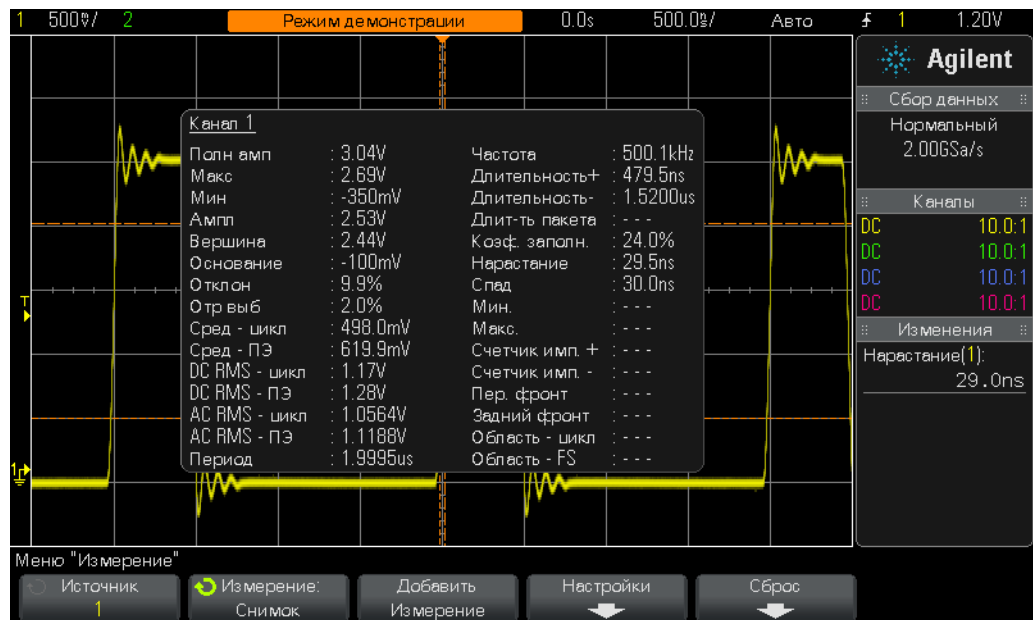 1 500♉/ 2 Режим демонстрации 0.0s 500.0♉/ Авто 1 1.20V
Agilent
Сбор данных
Нормальный
2.00GSa/s
Каналы
DC 10.0:1
DC 10.0:1
DC 10.0:1
DC 10.0:1
Изменения
Нарастание(1):
29.0ns
T
1
Канал 1
Полн амп : 3.04V
Макс : 2.69V
Мин : -350mV
Ампл : 2.53V
Вершина : 2.44V
Основание : -100mV
Отклон : 9.9%
Отр выб : 2.0%
Сред - цикл : 498.0mV
Сред - ПЭ : 619.9mV
DC RMS - цикл : 1.17V
DC RMS - ПЭ : 1.28V
AC RMS - цикл : 1.0564V
AC RMS - ПЭ : 1.1188V
Период : 1.9995us
Частота : 500.1kHz
Длительность+ : 479.5ns
Длительность- : 1.5200us
Длит-ть пакета : - - -
Коэф. заполн. : 24.0%
Нарастание : 29.5ns
Спад : 30.0ns
Мин. : - - -
Макс. : - - -
Счетчик имп. + : - - -
Счетчик имп. - : - - -
Пер. фронт : - - -
Задний фронт : - - -
Область - цикл : - - -
Область - FS : - - -
Меню "Измерение"
Источник
1
Измерение:
Снимок
Добавить
Измерение
Настройки
Сброс